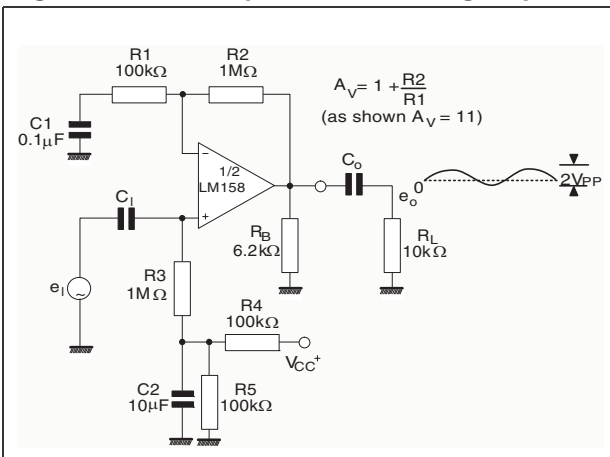 R1
100kΩ
R2
1MΩ
A_V = 1 + R2/R1
(as shown A_V = 11)
C1
0.1μF
1/2
LM158
−
+
C_I
C_o
e_o
0
2V_PP
R_B
6.2kΩ
R_L
10kΩ
R3
1MΩ
e_I
~
R4
100kΩ
V_CC+
C2
10μF
R5
100kΩ